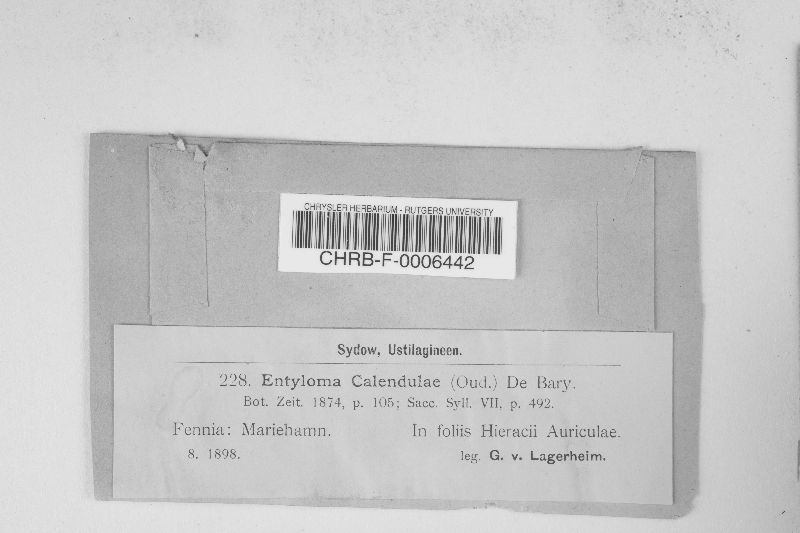 CHRYSLER HERBARIUM - RUTGERS UNIVERSITY
CHRB-F-0006442
Sydow, Ustilagineen.
228. Entyloma Calendulae (Oud.) De Bary.
Bot. Zeit. 1874, p. 105; Sacc. Syll. VII, p. 492.
Fennia: Mariehamn. In foliis Hieracii Auriculae.
8. 1898. leg. G. v. Lagerheim.